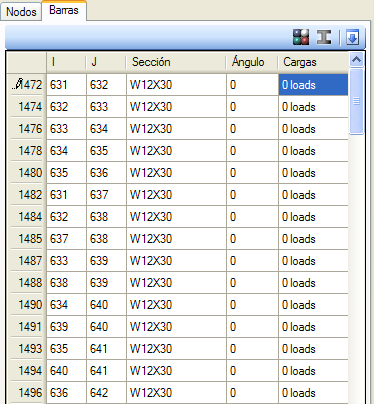 Nodos Barras
I J Sección Ángulo Cargas
1472 631 632 W12X30 0 0 loads
1474 632 633 W12X30 0 0 loads
1476 633 634 W12X30 0 0 loads
1478 634 635 W12X30 0 0 loads
1480 635 636 W12X30 0 0 loads
1482 631 637 W12X30 0 0 loads
1484 632 638 W12X30 0 0 loads
1485 637 638 W12X30 0 0 loads
1487 633 639 W12X30 0 0 loads
1488 638 639 W12X30 0 0 loads
1490 634 640 W12X30 0 0 loads
1491 639 640 W12X30 0 0 loads
1493 635 641 W12X30 0 0 loads
1494 640 641 W12X30 0 0 loads
1496 636 642 W12X30 0 0 loads